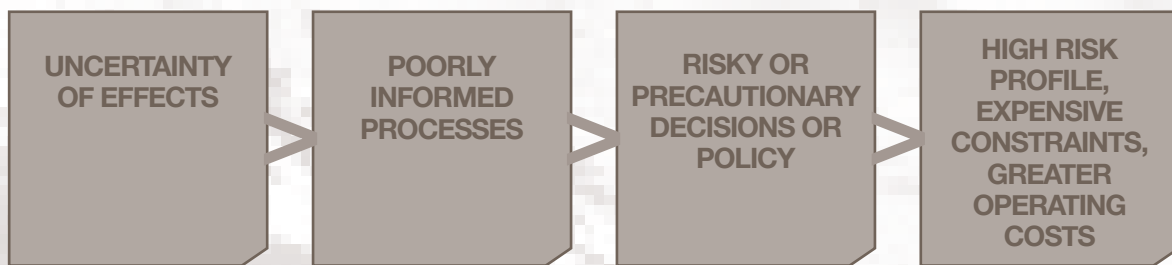 UNCERTAINTY
OF EFFECTS
>
POORLY
INFORMED
PROCESSES
>
RISKY OR
PRECAUTIONARY
DECISIONS OR
POLICY
>
HIGH RISK
PROFILE,
EXPENSIVE
CONSTRAINTS,
GREATER
OPERATING
COSTS